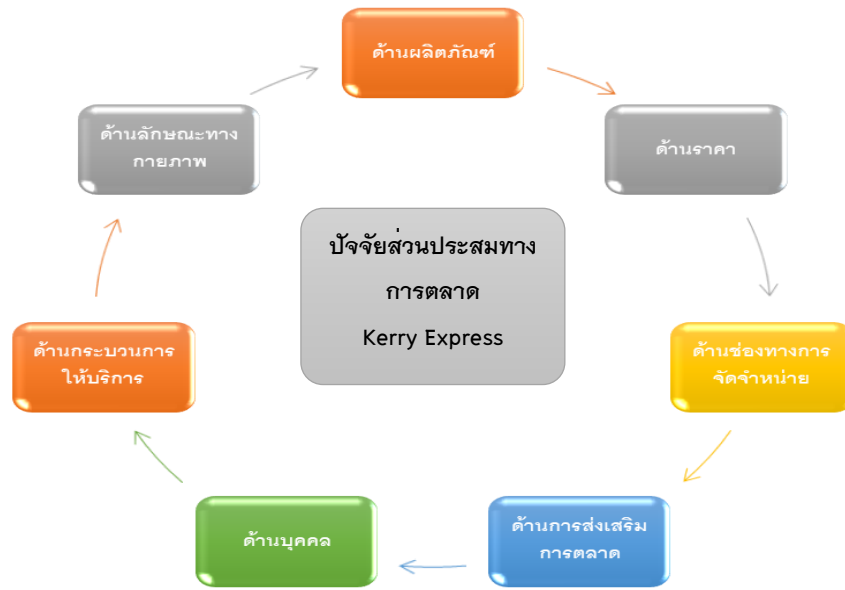 ด้านผลิตภัณฑ์
ด้านราคา
ด้านช่องทางการ
จัดจำหน่าย
ด้านการส่งเสริม
การตลาด
ด้านบุคคล
ด้านกระบวนการ
ให้บริการ
ด้านลักษณะทาง
กายภาพ
ปัจจัยส่วนประสมทาง
การตลาด
Kerry Express